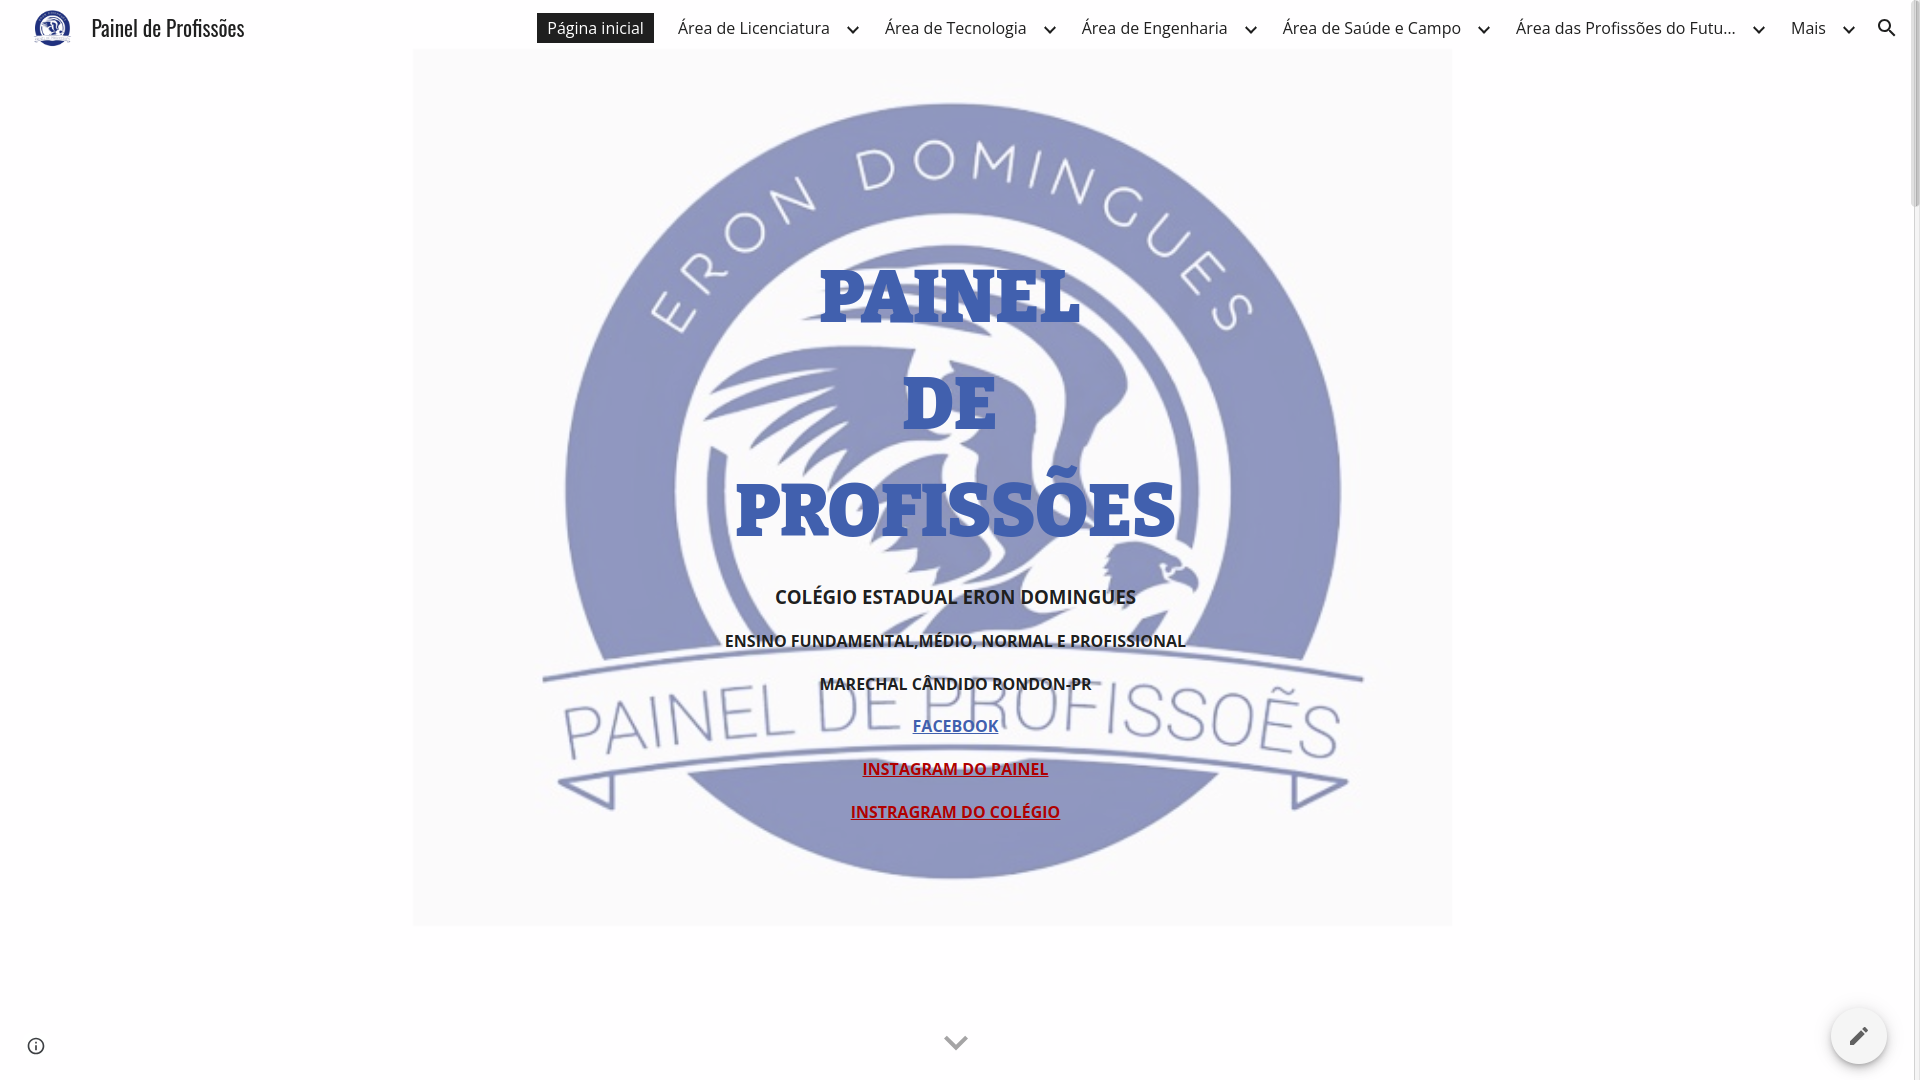 Painel de Profissões
Página inicial
Área de Licenciatura
Área de Tecnologia
Área de Engenharia
Área de Saúde e Campo
Área das Profissões do Futu...
Mais
ERON DOMINGUES
PAINEL
DE
PROFISSÕES
COLÉGIO ESTADUAL ERON DOMINGUES
ENSINO FUNDAMENTAL,MÉDIO, NORMAL E PROFISSIONAL
MARECHAL CÂNDIDO RONDON-PR
PAINEL DE PROFISSOẼS
FACEBOOK
INSTAGRAM DO PAINEL
INSTRAGRAM DO COLÉGIO